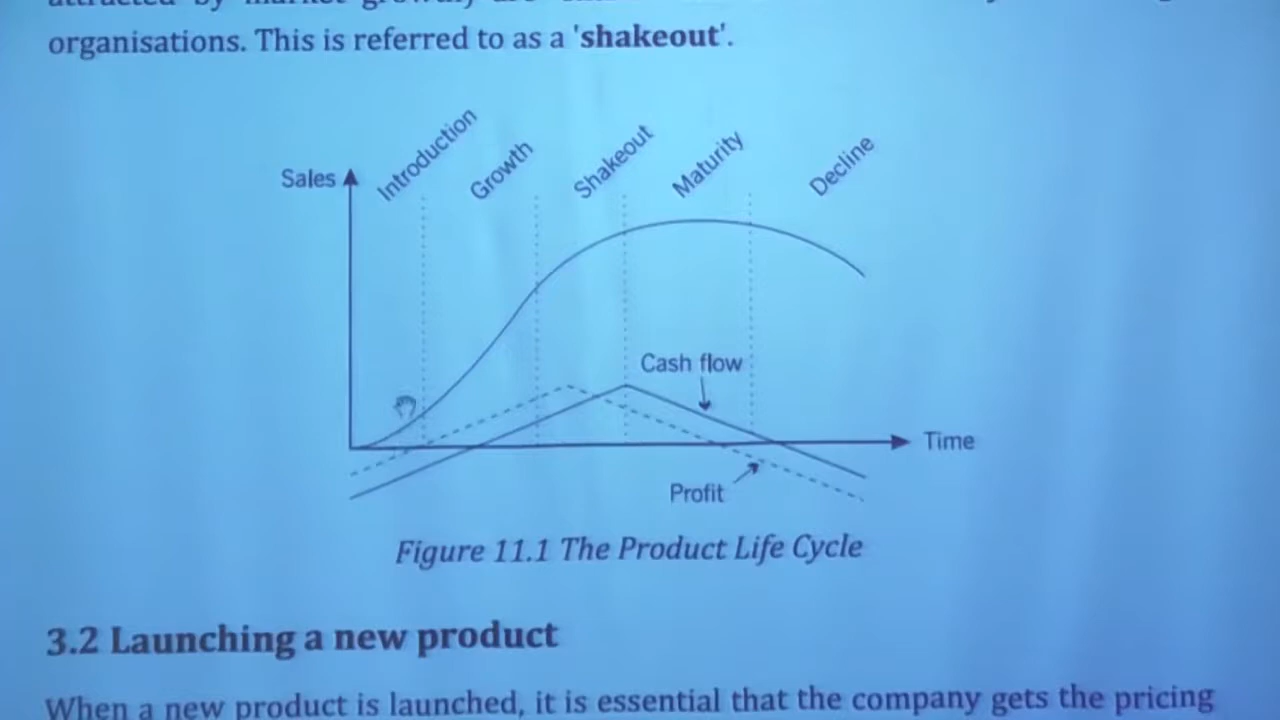 organisations. This is referred to as a 'shakeout'.
Introduction
Growth
Shakeout
Maturity
Decline
Sales
Cash flow
Time
Profit
Figure 11.1 The Product Life Cycle
3.2 Launching a new product
When a new product is launched, it is essential that the company gets the pricing